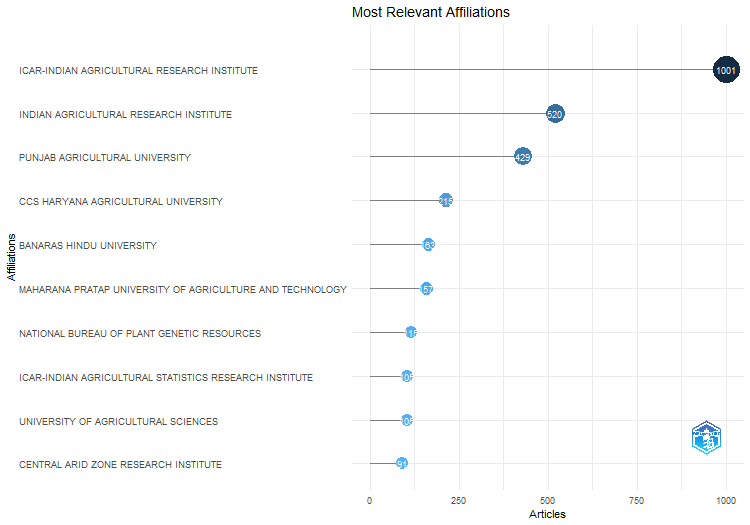 Most Relevant Affiliations
ICAR-INDIAN AGRICULTURAL RESEARCH INSTITUTE
1001
INDIAN AGRICULTURAL RESEARCH INSTITUTE
520
PUNJAB AGRICULTURAL UNIVERSITY
429
CCS HARYANA AGRICULTURAL UNIVERSITY
BANARAS HINDU UNIVERSITY
163
MAHARANA PRATAP UNIVERSITY OF AGRICULTURE AND TECHNOLOGY
157
NATIONAL BUREAU OF PLANT GENETIC RESOURCES
ICAR-INDIAN AGRICULTURAL STATISTICS RESEARCH INSTITUTE
UNIVERSITY OF AGRICULTURAL SCIENCES
CENTRAL ARID ZONE RESEARCH INSTITUTE
91
Affiliations
0 250 500 750 1000
Articles